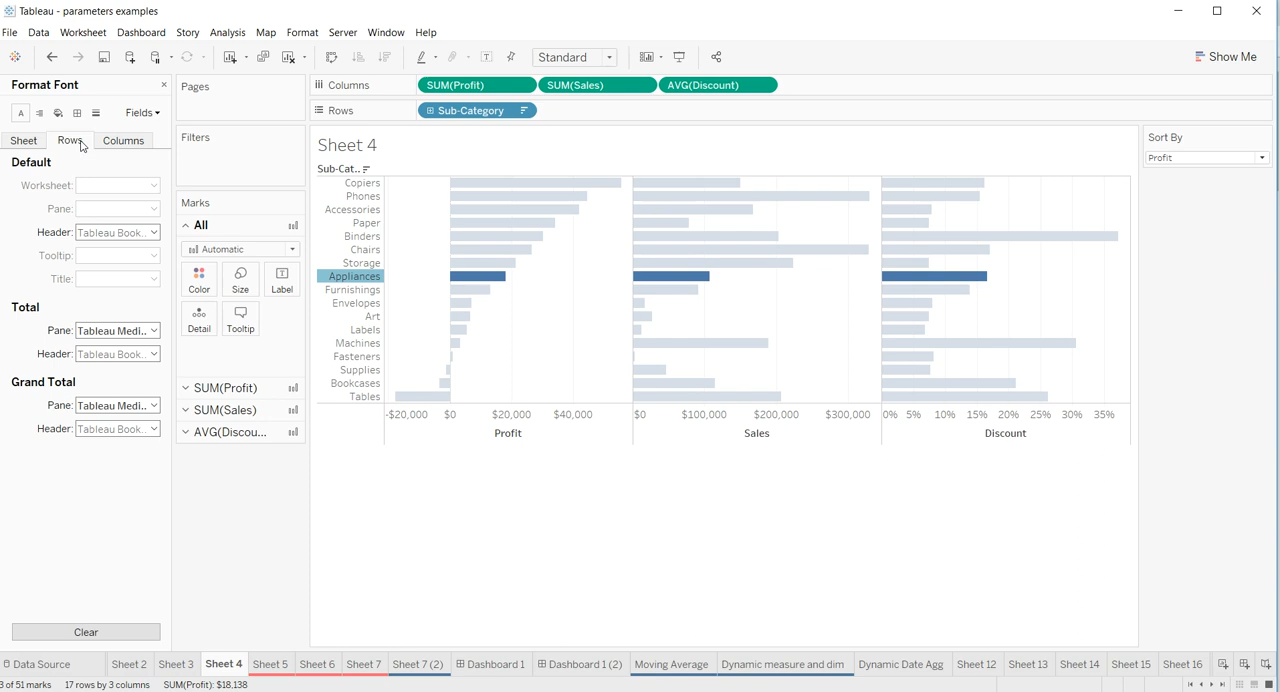 Tableau - parameters examples
File Data Worksheet Dashboard Story Analysis Map Format Server Window Help
Standard
Show Me
Format Font
Fields
Sheet Rows Columns
Default
Worksheet:
Pane:
Header: Tableau Book..
Tooltip:
Title:
Total
Pane: Tableau Medi..
Header: Tableau Book..
Grand Total
Pane: Tableau Medi..
Header: Tableau Book..
Clear
Pages
Filters
Marks
All
Automatic
Color Size Label
Detail Tooltip
SUM(Profit)
SUM(Sales)
AVG(Discou...
Columns SUM(Profit) SUM(Sales) AVG(Discount)
Rows Sub-Category
Sheet 4
Sub-Cat..
Copiers
Phones
Accessories
Paper
Binders
Chairs
Storage
Appliances
Furnishings
Envelopes
Art
Labels
Machines
Fasteners
Supplies
Bookcases
Tables
-$20,000 $0 $20,000 $40,000 $0 $100,000 $200,000 $300,000 0% 5% 10% 15% 20% 25% 30% 35%
Profit Sales Discount
Sort By
Profit
Data Source Sheet 2 Sheet 3 Sheet 4 Sheet 5 Sheet 6 Sheet 7 Sheet 7 (2) Dashboard 1 Dashboard 1 (2) Moving Average Dynamic measure and dim Dynamic Date Agg Sheet 12 Sheet 13 Sheet 14 Sheet 15 Sheet 16
3 of 51 marks 17 rows by 3 columns SUM(Profit): $18,138